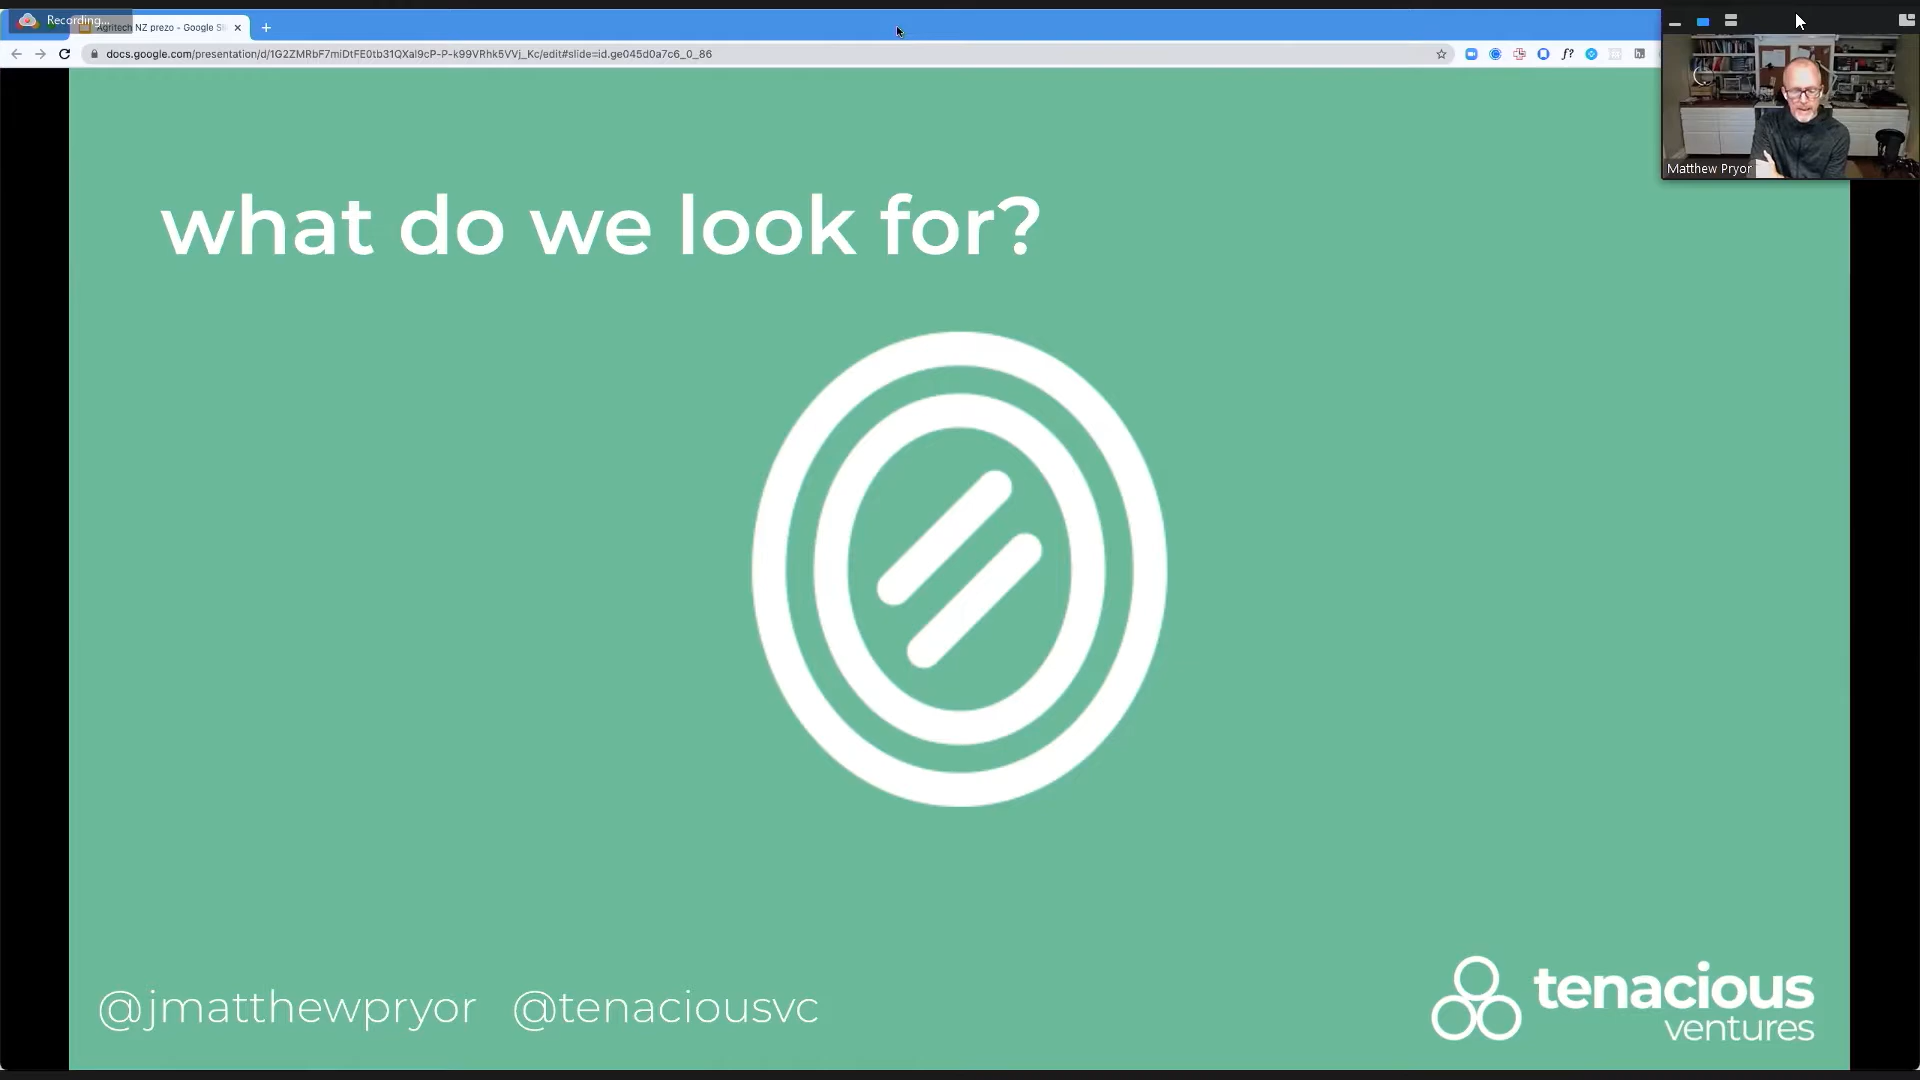 Recording...
Agritech NZ prezo - Google Sl
docs.google.com/presentation/d/1G2ZMRbF7miDtFE0tb31QXal9cP-P-k99VRhk5VVj_Kc/edit#slide=id.ge045d0a7c6_0_86
f?
h.
Matthew Pryor
what do we look for?
@jmatthewpryor @tenaciousvc
tenacious
ventures